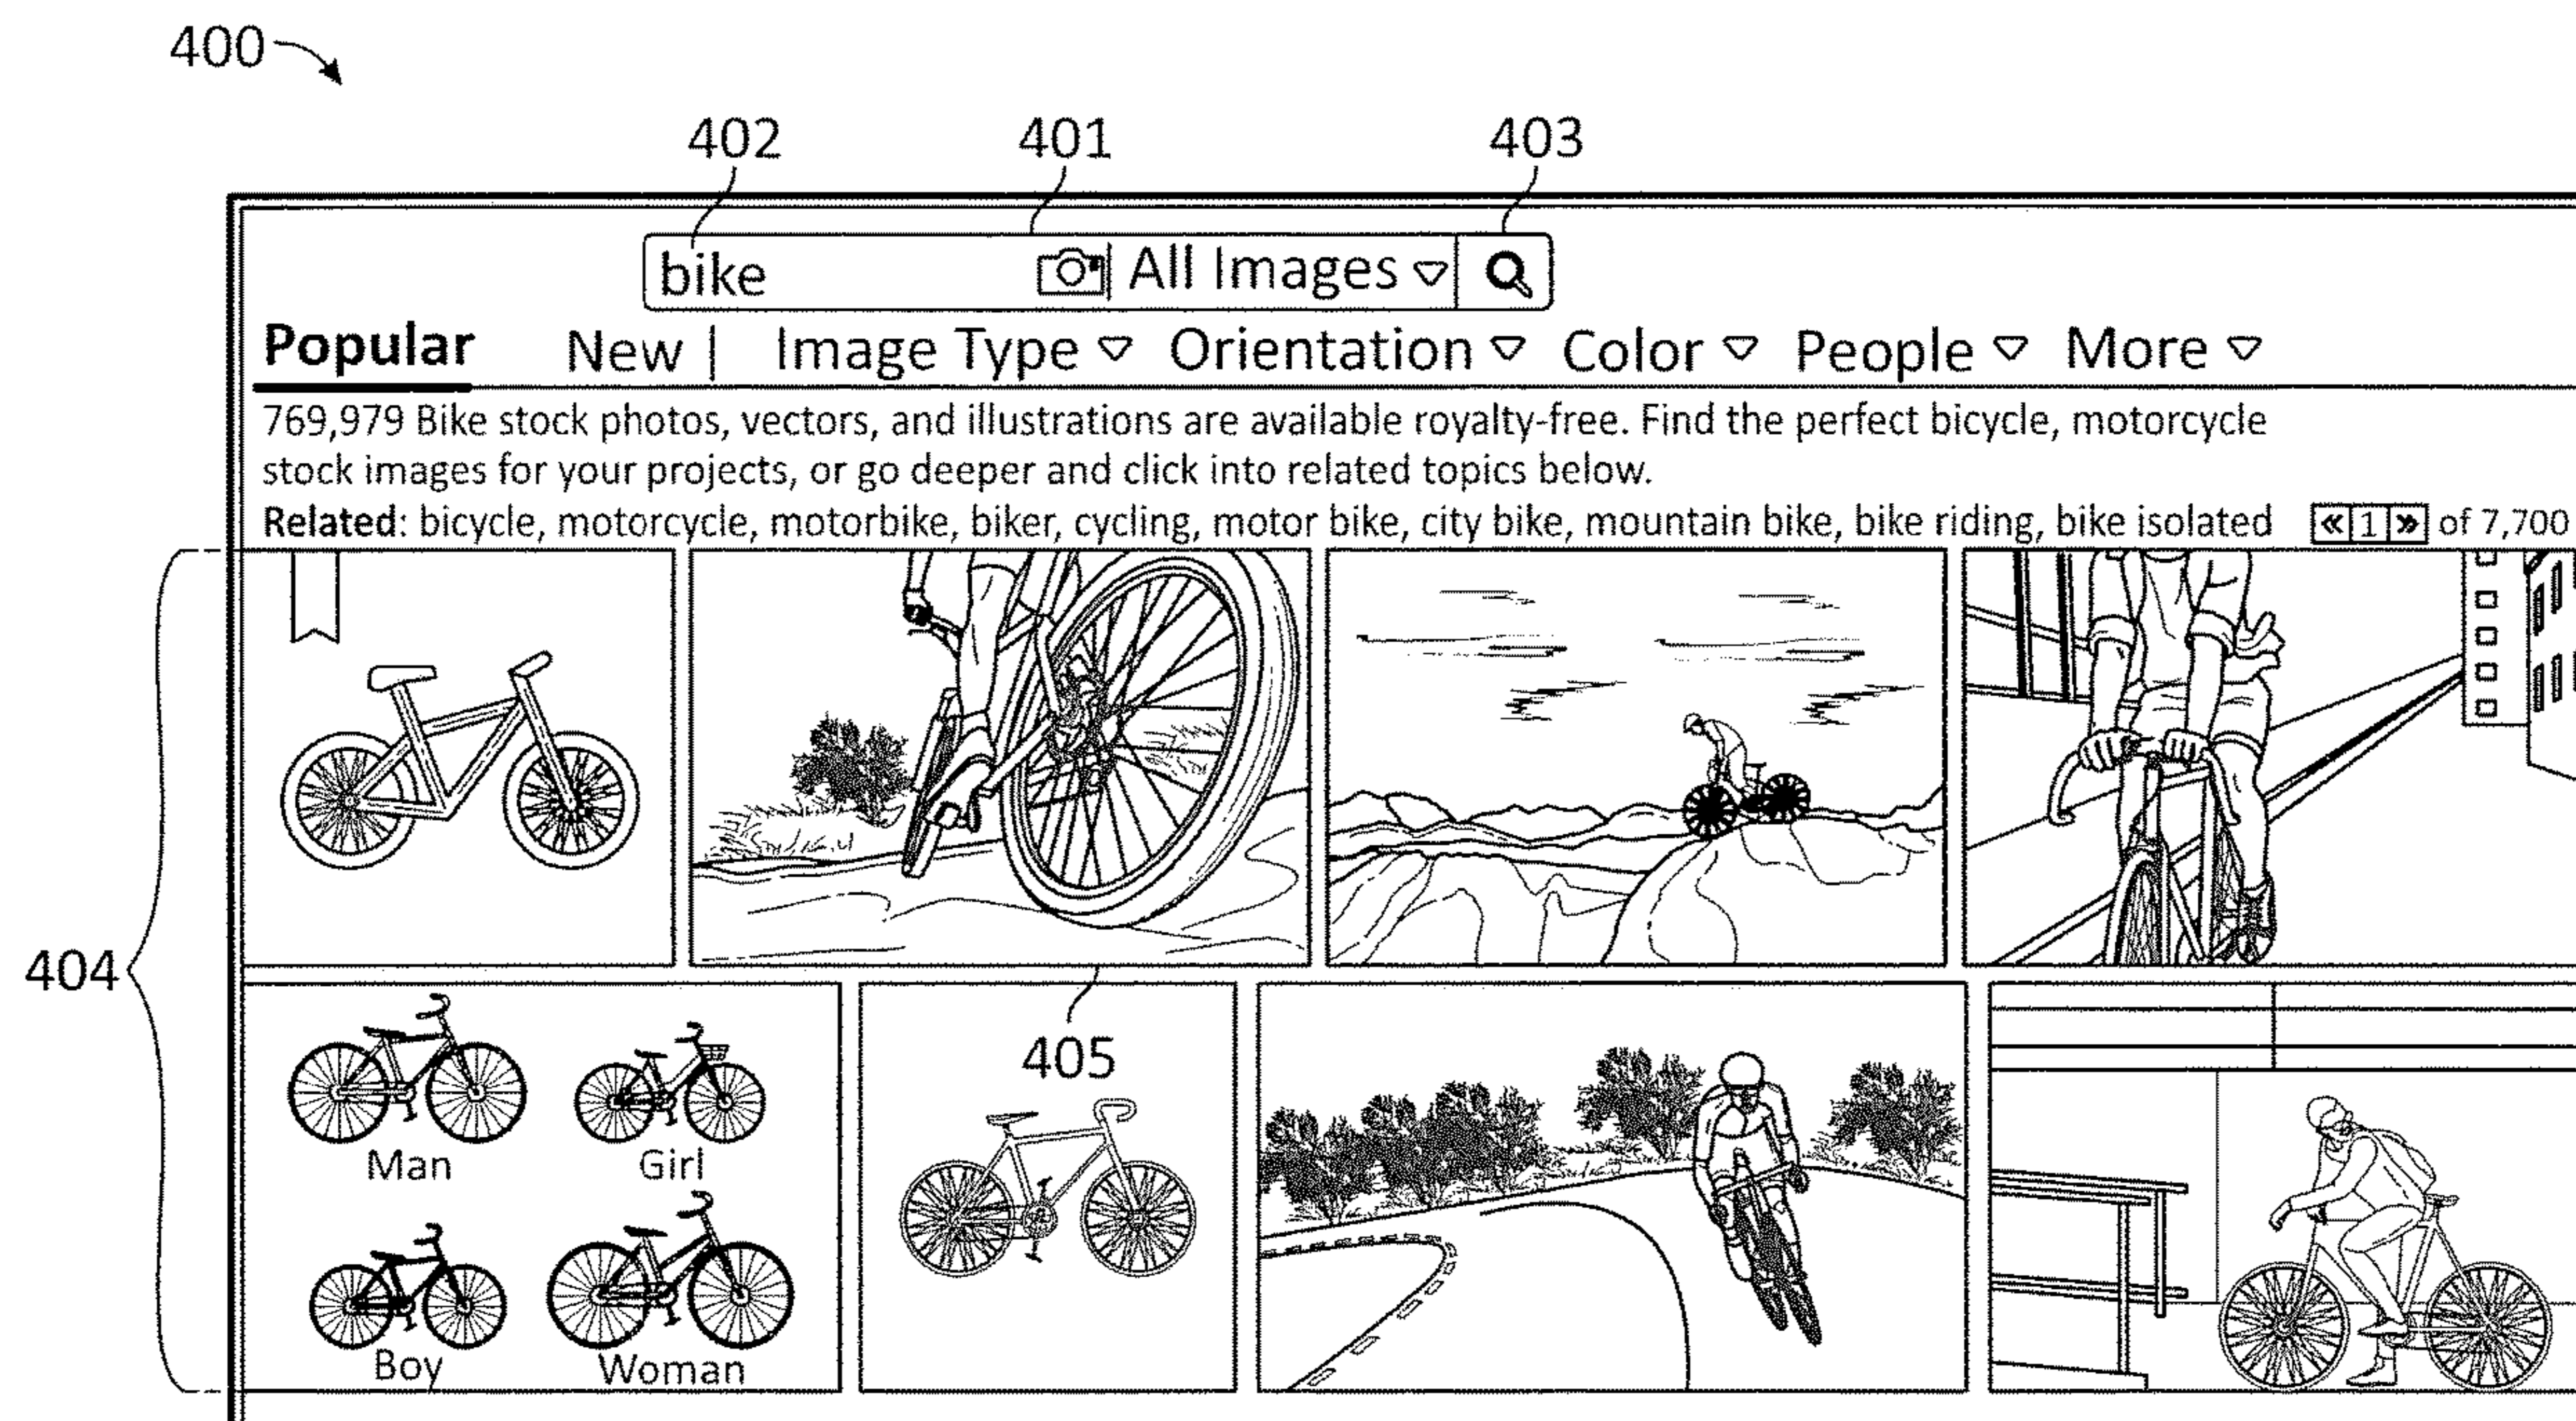 400
402 401 403
bike All Images
Popular New | Image Type Orientation Color People More
769,979 Bike stock photos, vectors, and illustrations are available royalty-free. Find the perfect bicycle, motorcycle
stock images for your projects, or go deeper and click into related topics below.
Related: bicycle, motorcycle, motorbike, biker, cycling, motor bike, city bike, mountain bike, bike riding, bike isolated « 1 » of 7,700
404
405
Man Girl
Boy Woman